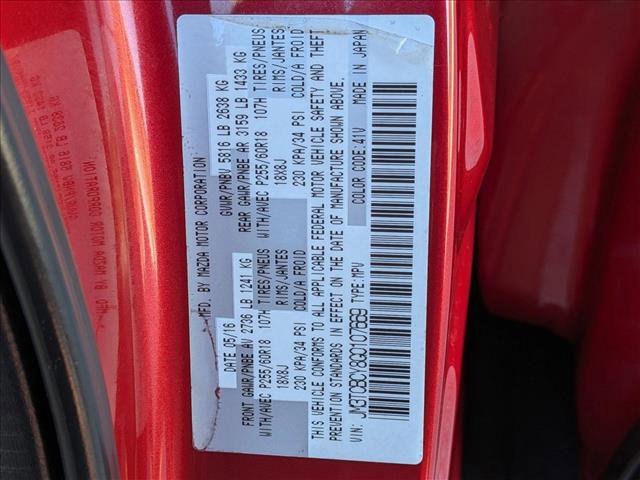 MFD. BY MAZDA MOTOR CORPORATION
DATE 05/16 GVWR/PNBV 5816 LB 2638 KG
FRONT GAWR/PNBE AV 2736 LB 1241 KG REAR GAWR/PNBE AR 3159 LB 1433 KG
WITH/AVEC P255/60R18 107H TIRES/PNEUS WITH/AVEC P255/60R18 107H TIRES/PNEUS
18X8J RIMS/JANTES 18X8J RIMS/JANTES
230 KPA/34 PSI COLD/A FROID 230 KPA/34 PSI COLD/A FROID
THIS VEHICLE CONFORMS TO ALL APPLICABLE FEDERAL MOTOR VEHICLE SAFETY AND THEFT
PREVENTION STANDARDS IN EFFECT ON THE DATE OF MANUFACTURE SHOWN ABOVE.
VIN: JM3TCBCY8G0107669 TYPE: MPV COLOR CODE: 41V MADE IN JAPAN